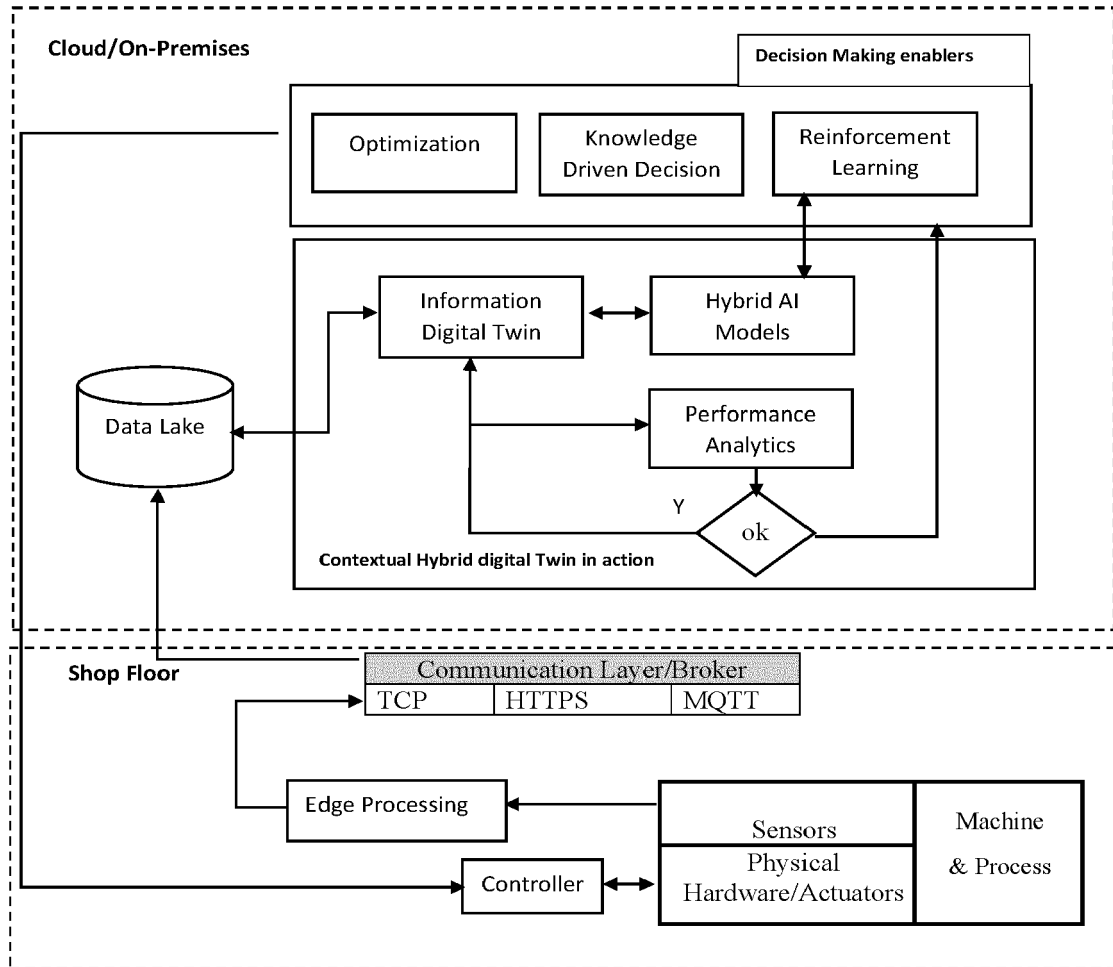 Cloud/On-Premises
Decision Making enablers
Optimization
Knowledge
Driven Decision
Reinforcement
Learning
Information
Digital Twin
Hybrid AI
Models
Data Lake
Performance
Analytics
Y
ok
Contextual Hybrid digital Twin in action
Shop Floor
Communication Layer/Broker
TCP
HTTPS
MQTT
Edge Processing
Sensors
Machine
& Process
Controller
Physical
Hardware/Actuators